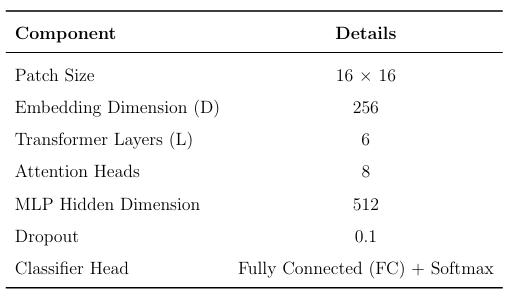 Component Details
Patch Size 16 × 16
Embedding Dimension (D) 256
Transformer Layers (L) 6
Attention Heads 8
MLP Hidden Dimension 512
Dropout 0.1
Classifier Head Fully Connected (FC) + Softmax